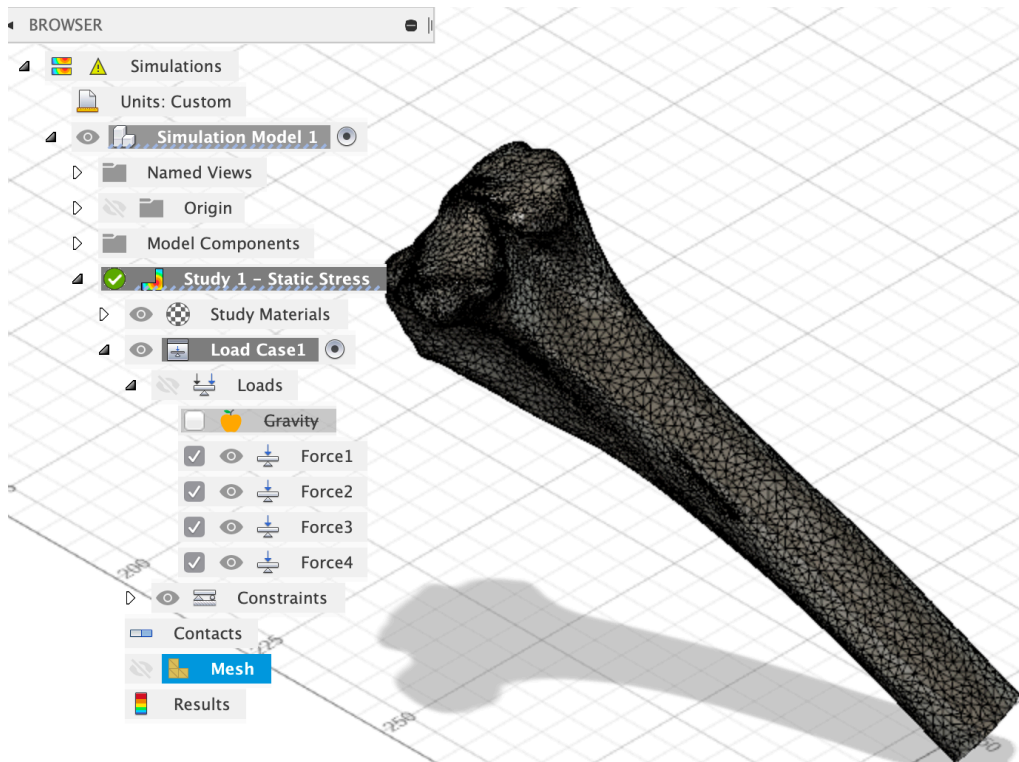 BROWSER
Simulations
Units: Custom
Simulation Model 1
Named Views
Origin
Model Components
Study 1 – Static Stress
Study Materials
Load Case1
Loads
Gravity
Force1
Force2
Force3
Force4
200
Constraints
Contacts
225
Mesh
Results
250